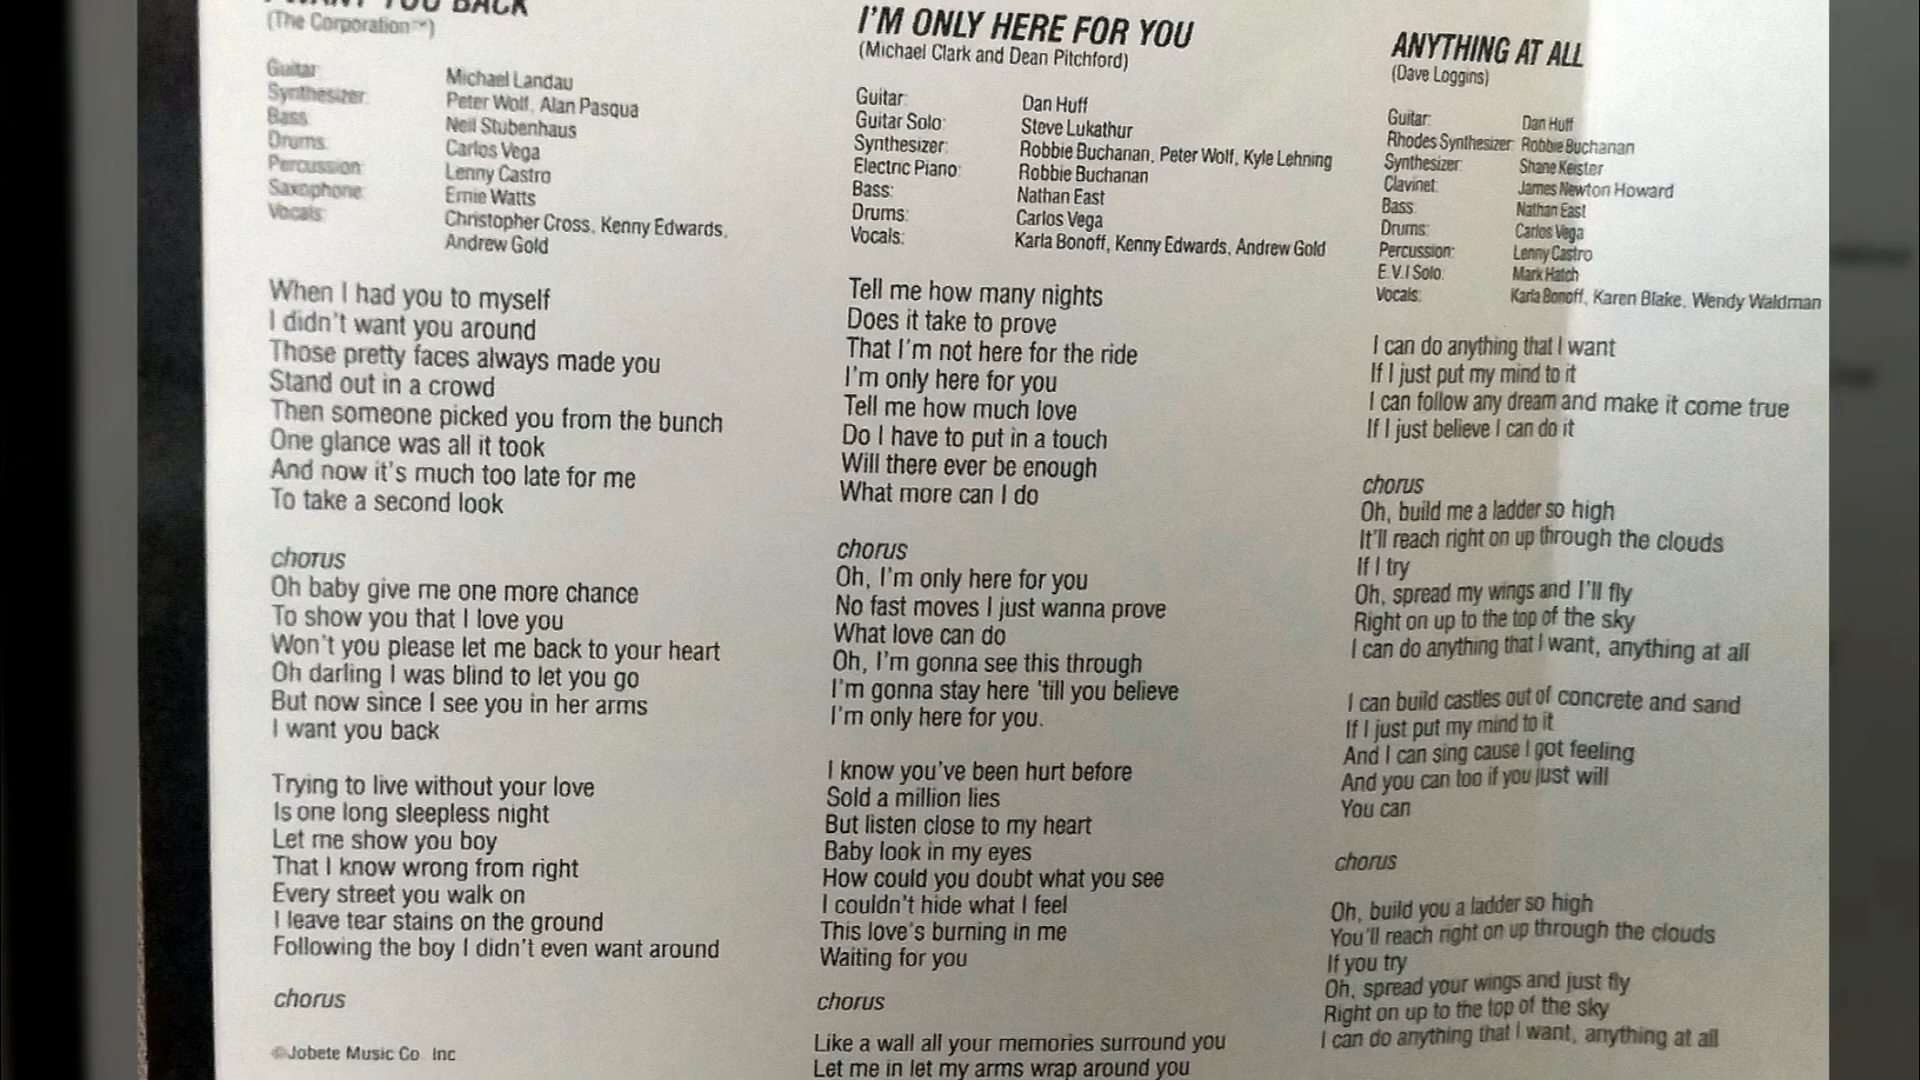 I WANT YOU BACK
(The Corporation™)
Guitar: Michael Landau
Synthesizer: Peter Wolf, Alan Pasqua
Bass: Neil Stubenhaus
Drums: Carlos Vega
Percussion: Lenny Castro
Saxophone: Ernie Watts
Vocals: Christopher Cross, Kenny Edwards,
Andrew Gold
When I had you to myself
I didn't want you around
Those pretty faces always made you
Stand out in a crowd
Then someone picked you from the bunch
One glance was all it took
And now it's much too late for me
To take a second look
chorus
Oh baby give me one more chance
To show you that I love you
Won't you please let me back to your heart
Oh darling I was blind to let you go
But now since I see you in her arms
I want you back
Trying to live without your love
Is one long sleepless night
Let me show you boy
That I know wrong from right
Every street you walk on
I leave tear stains on the ground
Following the boy I didn't even want around
chorus
©Jobete Music Co. Inc
I'M ONLY HERE FOR YOU
(Michael Clark and Dean Pitchford)
Guitar: Dan Huff
Guitar Solo: Steve Lukathur
Synthesizer: Robbie Buchanan, Peter Wolf, Kyle Lehning
Electric Piano: Robbie Buchanan
Bass: Nathan East
Drums: Carlos Vega
Vocals: Karla Bonoff, Kenny Edwards, Andrew Gold
Tell me how many nights
Does it take to prove
That I'm not here for the ride
I'm only here for you
Tell me how much love
Do I have to put in a touch
Will there ever be enough
What more can I do
chorus
Oh, I'm only here for you
No fast moves I just wanna prove
What love can do
Oh, I'm gonna see this through
I'm gonna stay here 'till you believe
I'm only here for you.
I know you've been hurt before
Sold a million lies
But listen close to my heart
Baby look in my eyes
How could you doubt what you see
I couldn't hide what I feel
This love's burning in me
Waiting for you
chorus
Like a wall all your memories surround you
Let me in let my arms wrap around you
ANYTHING AT ALL
(Dave Loggins)
Guitar: Dan Huff
Rhodes Synthesizer: Robbie Buchanan
Synthesizer: Shane Keister
Clavinet: James Newton Howard
Bass: Nathan East
Drums: Carlos Vega
Percussion: Lenny Castro
E.V.I Solo: Mark Hatch
Vocals: Karla Bonoff, Karen Blake, Wendy Waldman
I can do anything that I want
If I just put my mind to it
I can follow any dream and make it come true
If I just believe I can do it
chorus
Oh, build me a ladder so high
It'll reach right on up through the clouds
If I try
Oh, spread my wings and I'll fly
Right on up to the top of the sky
I can do anything that I want, anything at all
I can build castles out of concrete and sand
If I just put my mind to it
And I can sing cause I got feeling
And you can too if you just will
You can
chorus
Oh, build you a ladder so high
You'll reach right on up through the clouds
If you try
Oh, spread your wings and just fly
Right on up to the top of the sky
I can do anything that I want, anything at all